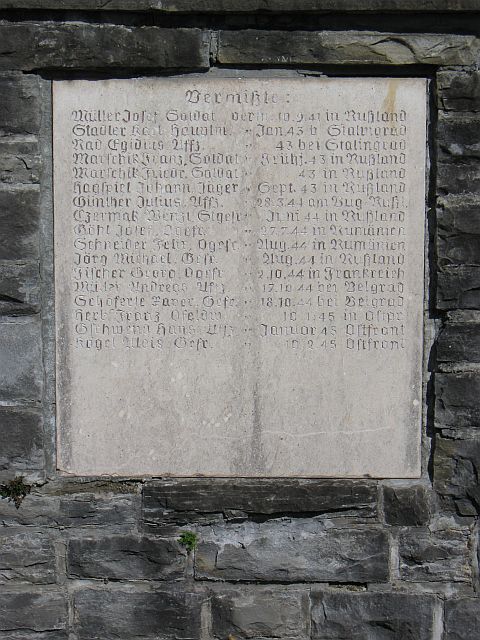 Vermißte:
Müller Josef, Soldat verm. 10.9.41 in Rußland
Stadler Karl, Hauptm. " Jan. 43 b. Stalingrad
Rad Egidius, Uffz. " 43 bei Stalingrad
Marschik Franz, Soldat " Frühj. 43 in Rußland
Marschik Friedr. Soldat " 43 in Rußland
Hagspiel Johann, Jäger " Sept. 43 in Rußland
Günther Julius, Uffz. " 28.3.44 am Bug-Rußl.
Czermak Wenzl, Stgefr. " Juni 44 in Rußland
Göhl Josef, Ogefr. " 27.7.44 in Rumänien
Schneider Ogefr. " Aug. 44 in Rumänien
Jörg Michael, Gefr. " Aug. 44 in Rußland
Fischer Georg, Ogefr. " 2.10.44 in Frankreich
Andreas, Uffz. " 17.10.44 bei Belgrad
Schöferle Xaver, Gefr. " 18.10.44 bei Belgrad
Herb Franz, " 10.1.45 in Ostpr.
Gschwend Hans, Uffz. " Januar 45 Ostfront
Kögel Alois, Gefr. " 10.2.45 Ostfront